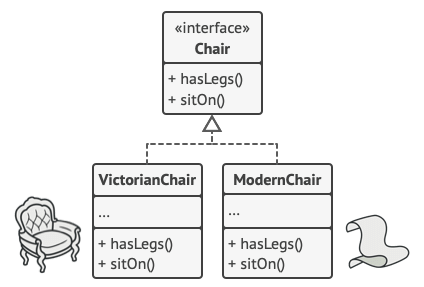 «interface»
Chair
+ hasLegs()
+ sitOn()
VictorianChair
...
+ hasLegs()
+ sitOn()
ModernChair
...
+ hasLegs()
+ sitOn()